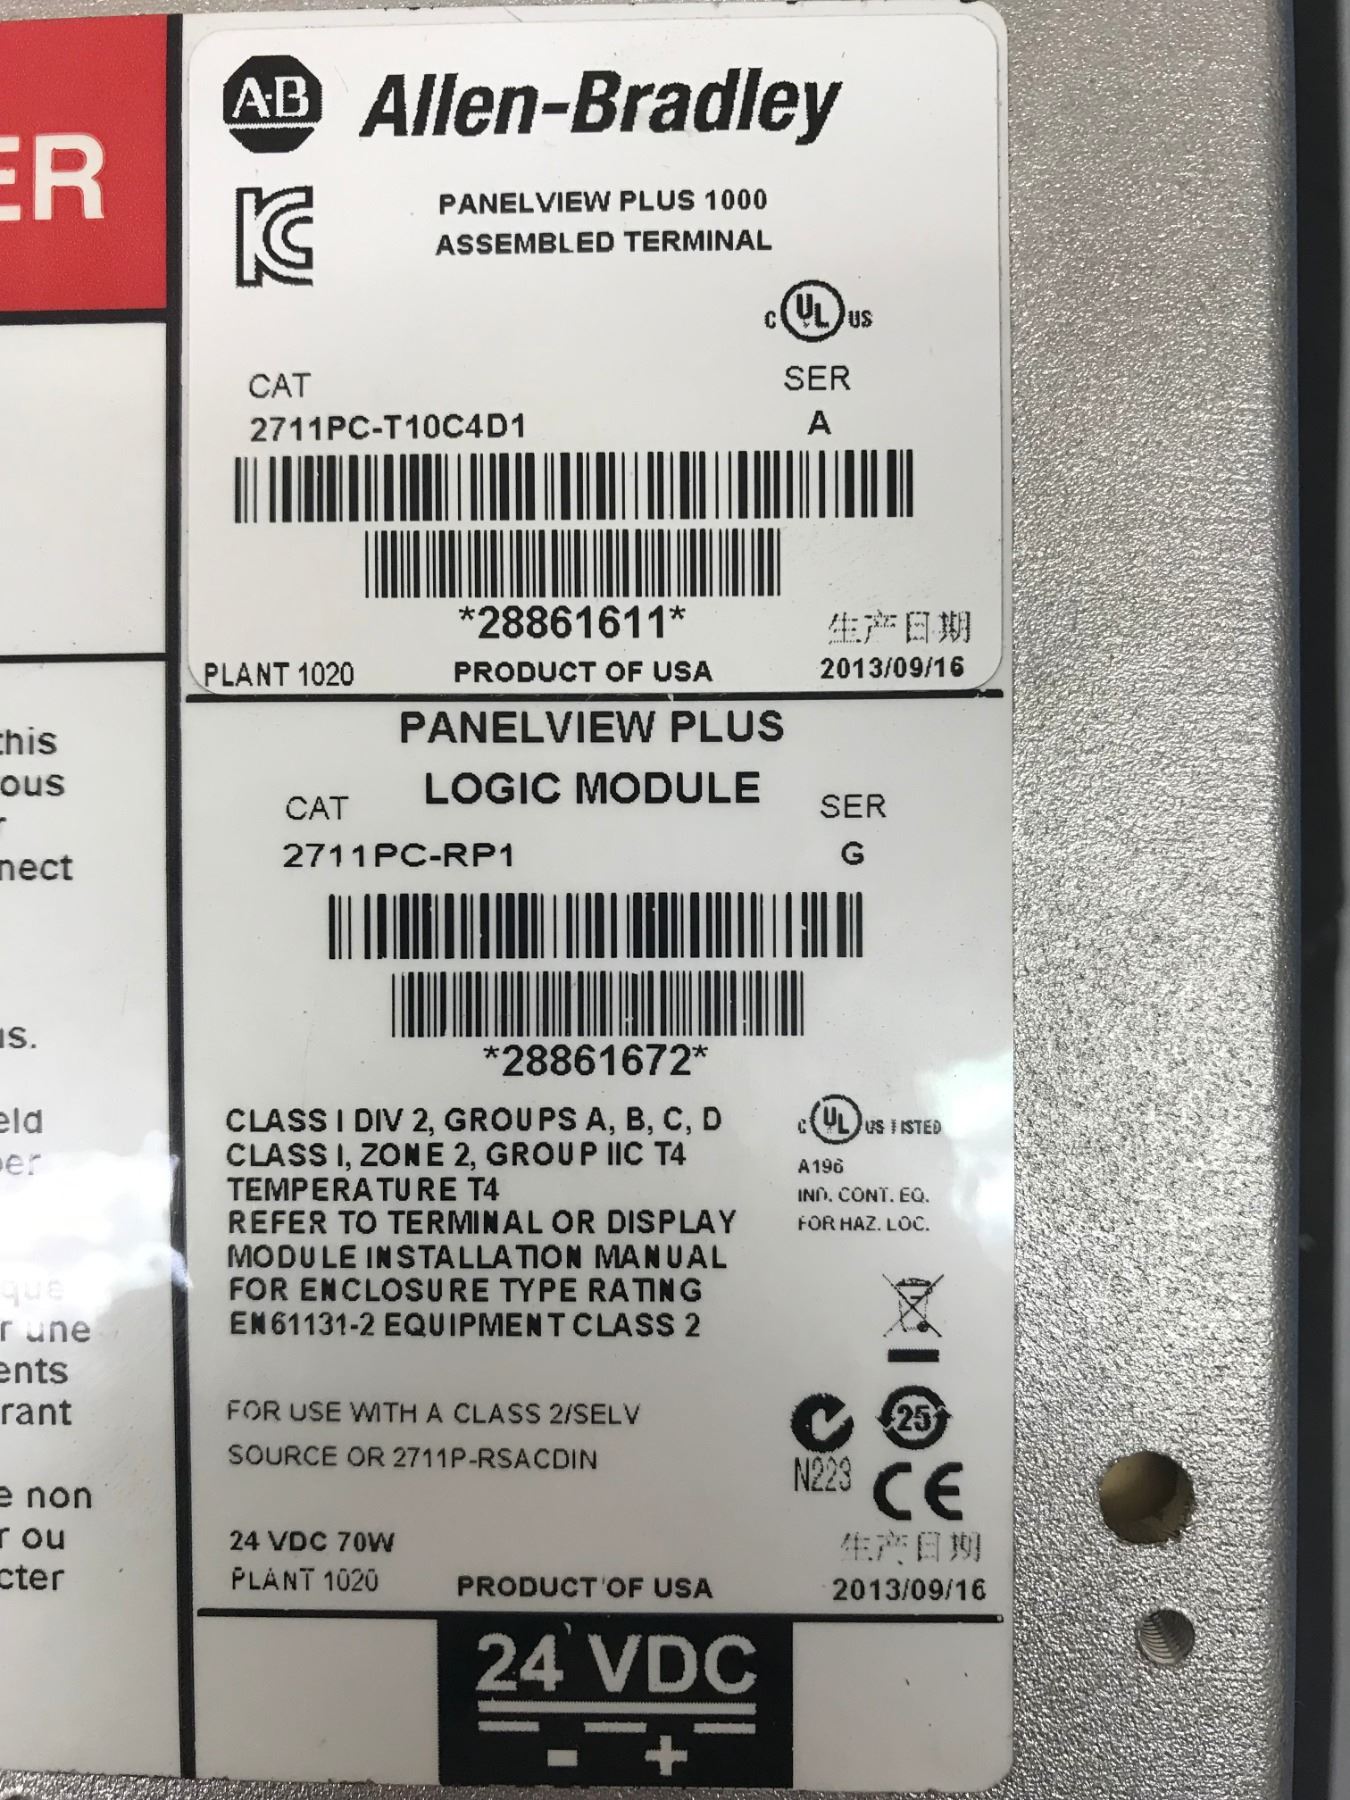 ER
this
ous
r
nect
us.
eld
per
que
r une
ents
rant
e non
r ou
cter
A-B Allen-Bradley
PANELVIEW PLUS 1000
ASSEMBLED TERMINAL
C UL US
CAT SER
2711PC-T10C4D1 A
*28861611*
生产日期
PLANT 1020 PRODUCT OF USA 2013/09/16
PANELVIEW PLUS
LOGIC MODULE
CAT SER
2711PC-RP1 G
*28861672*
CLASS I DIV 2, GROUPS A, B, C, D
CLASS I, ZONE 2, GROUP IIC T4
TEMPERATURE T4
REFER TO TERMINAL OR DISPLAY
MODULE INSTALLATION MANUAL
FOR ENCLOSURE TYPE RATING
EN61131-2 EQUIPMENT CLASS 2
C UL US LISTED
A196
IND. CONT. EQ.
FOR HAZ. LOC.
FOR USE WITH A CLASS 2/SELV
SOURCE OR 2711P-RSACDIN
25
N223
CE
24 VDC 70W
生产日期
PLANT 1020 PRODUCT OF USA 2013/09/16
24 VDC
- +